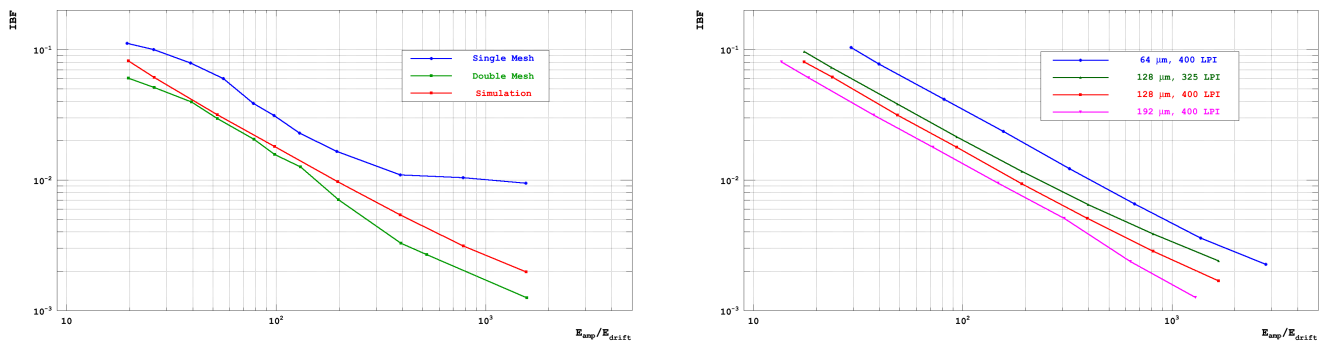 IBF
10⁻¹
10⁻²
10⁻³
10
10²
10³
E_amp/E_drift
Single Mesh
Double Mesh
Simulation
IBF
10⁻¹
10⁻²
10⁻³
10
10²
10³
E_amp/E_drift
64 μm, 400 LPI
128 μm, 325 LPI
128 μm, 400 LPI
192 μm, 400 LPI